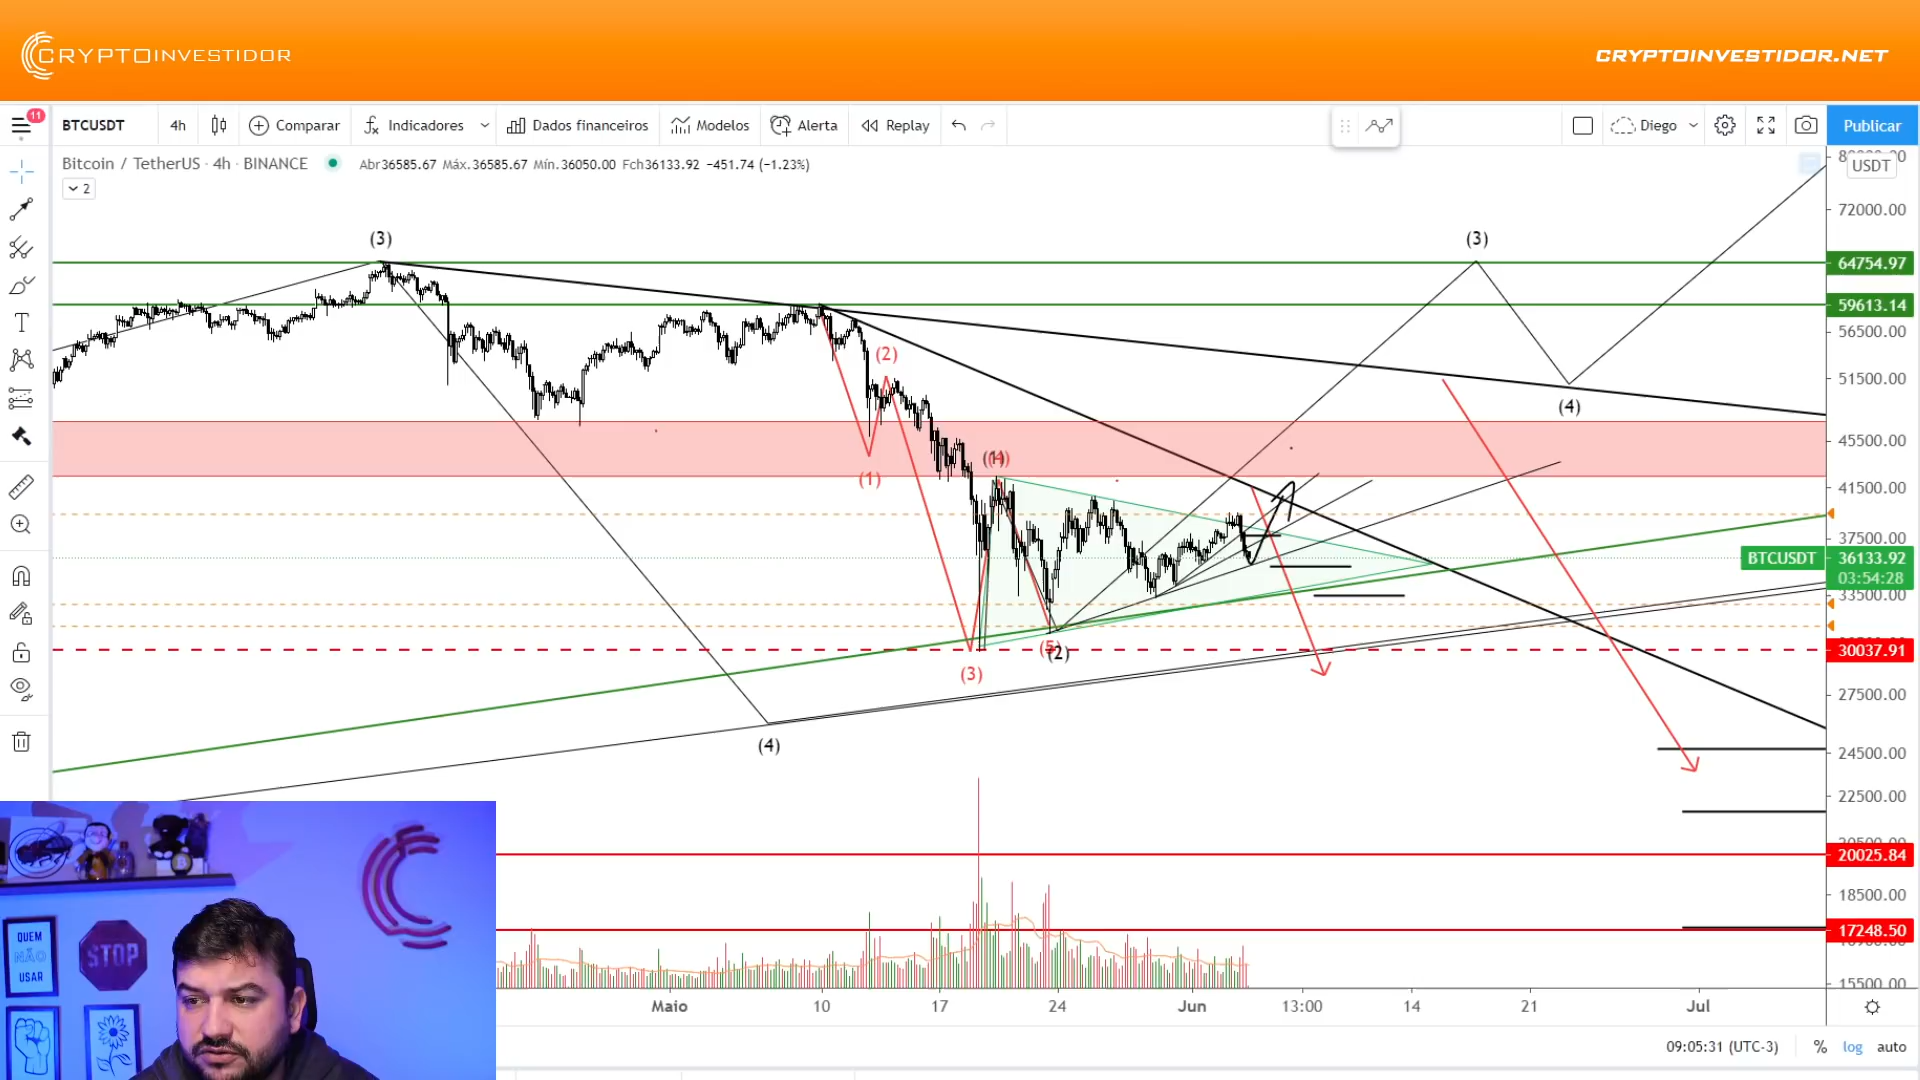 CRYPTOINVESTIDOR
CRYPTOINVESTIDOR.NET
11
BTCUSDT
4h
Comparar
Indicadores
Dados financeiros
Modelos
Alerta
Replay
Diego
Publicar
Bitcoin / TetherUS · 4h · BINANCE
Abr36585.67 Máx.36585.67 Mín.36050.00 Fch36133.92 −451.74 (−1.23%)
2
USDT
72000.00
64754.97
59613.14
56500.00
51500.00
45500.00
41500.00
37500.00
BTCUSDT 36133.92
03:54:28
33500.00
30037.91
27500.00
24500.00
22500.00
20025.84
18500.00
17248.50
15500.00
(3)
(3)
(2)
(4)
(1)
(1)
(5)
(2)
(3)
(4)
Maio
10
17
24
Jun
13:00
14
21
Jul
09:05:31 (UTC-3)
%
log
auto
QUEM
NÃO
USAR
STOP